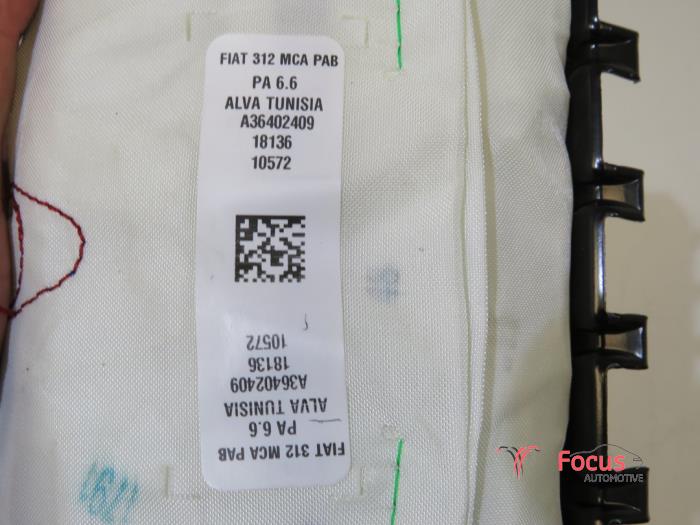 FIAT 312 MCA PAB
PA 6.6
ALVA TUNISIA
A36402409
18136
10572
10572
18136
A36402409
ALVA TUNISIA
PA 6.6
FIAT 312 MCA PAB
Focus
AUTOMOTIVE